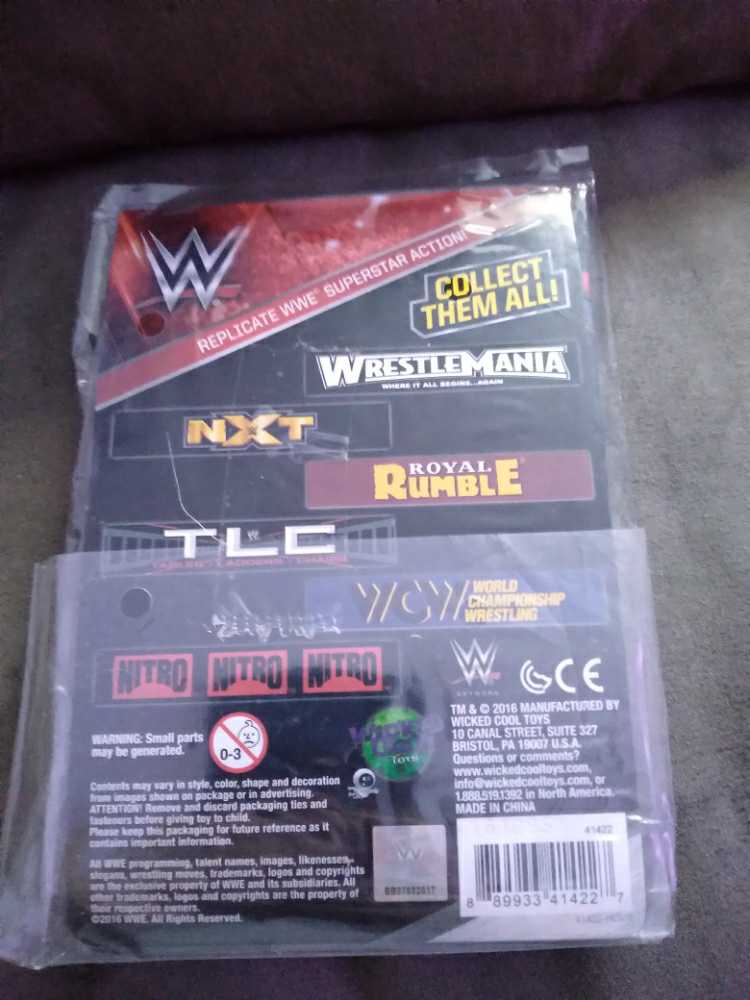 W
REPLICATE WWE® SUPERSTAR ACTION!
COLLECT
THEM ALL!
WRESTLEMANIA
WHERE IT ALL BEGINS...AGAIN
NXT
ROYAL
RUMBLE
TLC
TABLES LADDERS CHAIRS
WCW WORLD
CHAMPIONSHIP
WRESTLING
NITRO NITRO NITRO
NETWORK
CE
TM & © 2016 MANUFACTURED BY
WICKED COOL TOYS
10 CANAL STREET, SUITE 327
BRISTOL, PA 19007 U.S.A.
Questions or comments?
www.wickedcooltoys.com,
info@wickedcooltoys.com, or
1.888.519.1392 in North America.
MADE IN CHINA
WARNING: Small parts
may be generated.
0-3
TOYS
Contents may vary in style, color, shape and decoration
from images shown on package or in advertising.
ATTENTION! Remove and discard packaging ties and
fasteners before giving toy to child.
Please keep this packaging for future reference as it
contains important information.
All WWE programming, talent names, images, likenesses,
slogans, wrestling moves, trademarks, logos and copyrights
are the exclusive property of WWE and its subsidiaries. All
other trademarks, logos and copyrights are the property of
their respective owners.
©2016 WWE. All Rights Reserved.
41422
8 89933 41422 7